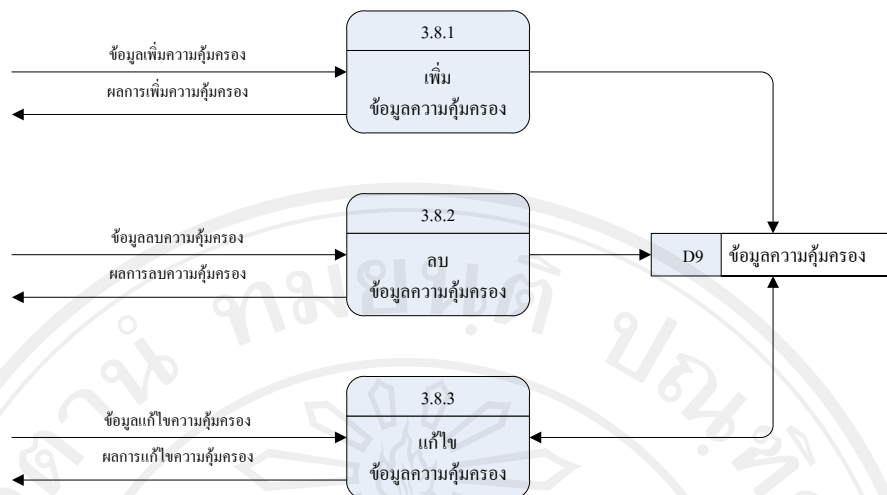 3.8.1
ข้อมูลเพิ่มความคุ้มครอง
เพิ่ม
ผลการเพิ่มความคุ้มครอง
ข้อมูลความคุ้มครอง
3.8.2
ข้อมูลลบความคุ้มครอง
ลบ
ผลการลบความคุ้มครอง
ข้อมูลความคุ้มครอง
D9 ข้อมูลความคุ้มครอง
3.8.3
ข้อมูลแก้ไขความคุ้มครอง
แก้ไข
ผลการแก้ไขความคุ้มครอง
ข้อมูลความคุ้มครอง